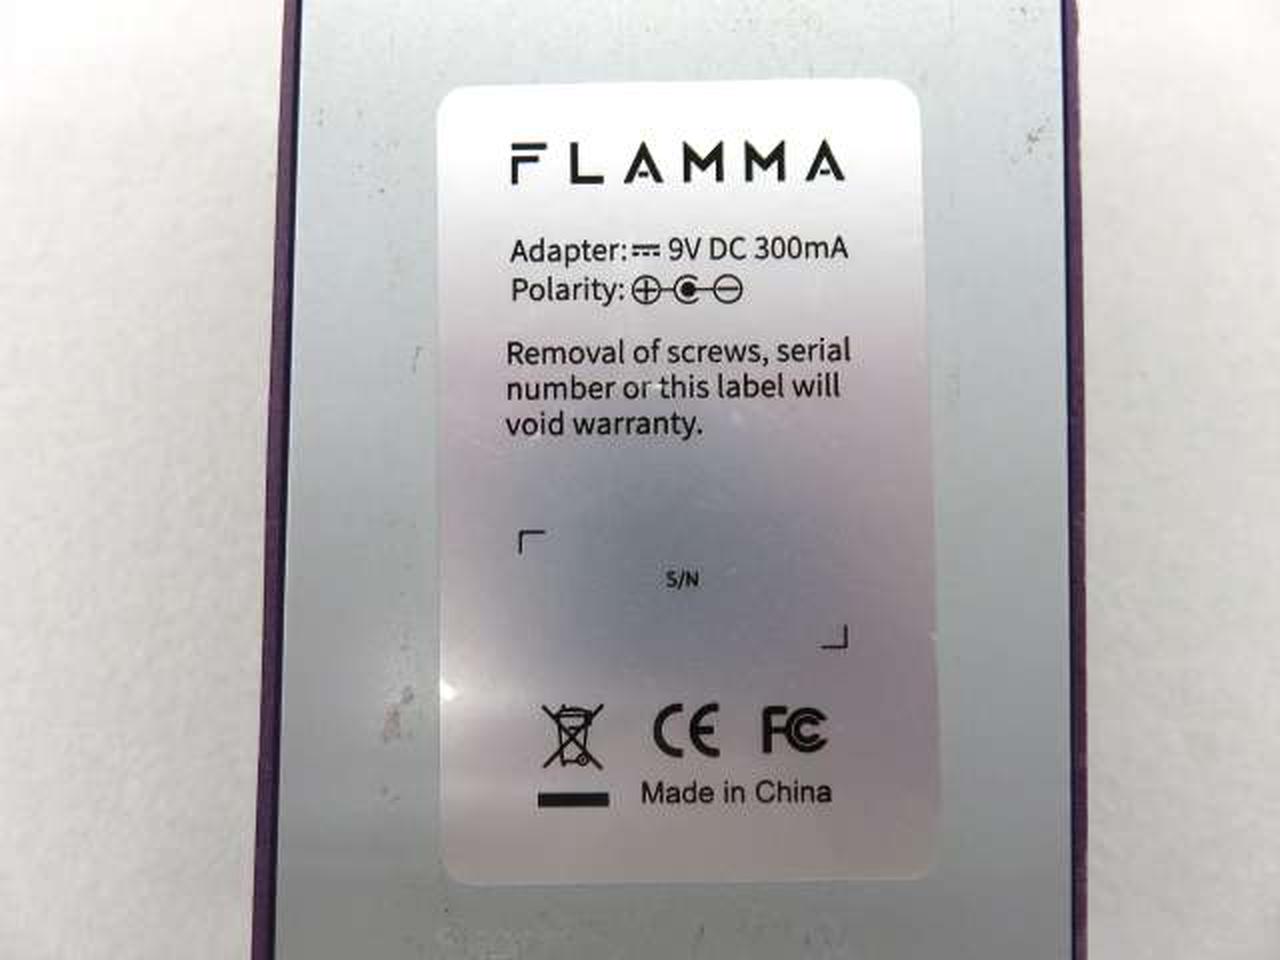 FLAMMA
Adapter: ⎓ 9V DC 300mA
Polarity:
Removal of screws, serial
number or this label will
void warranty.
S/N
CE FC
Made in China